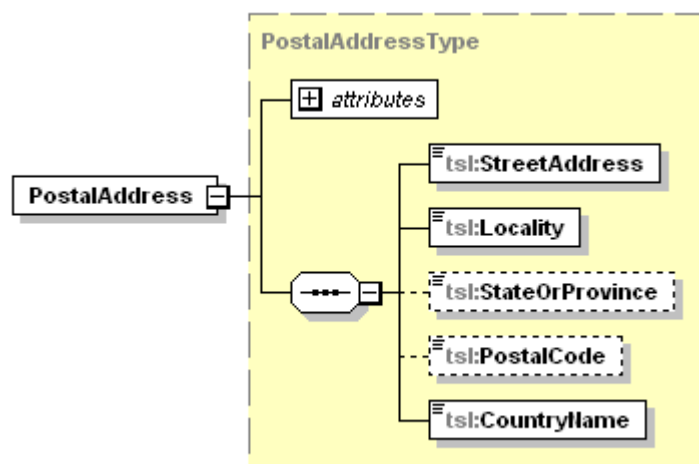 PostalAddressType
attributes
tsl:StreetAddress
PostalAddress
tsl:Locality
tsl:StateOrProvince
tsl:PostalCode
tsl:CountryName